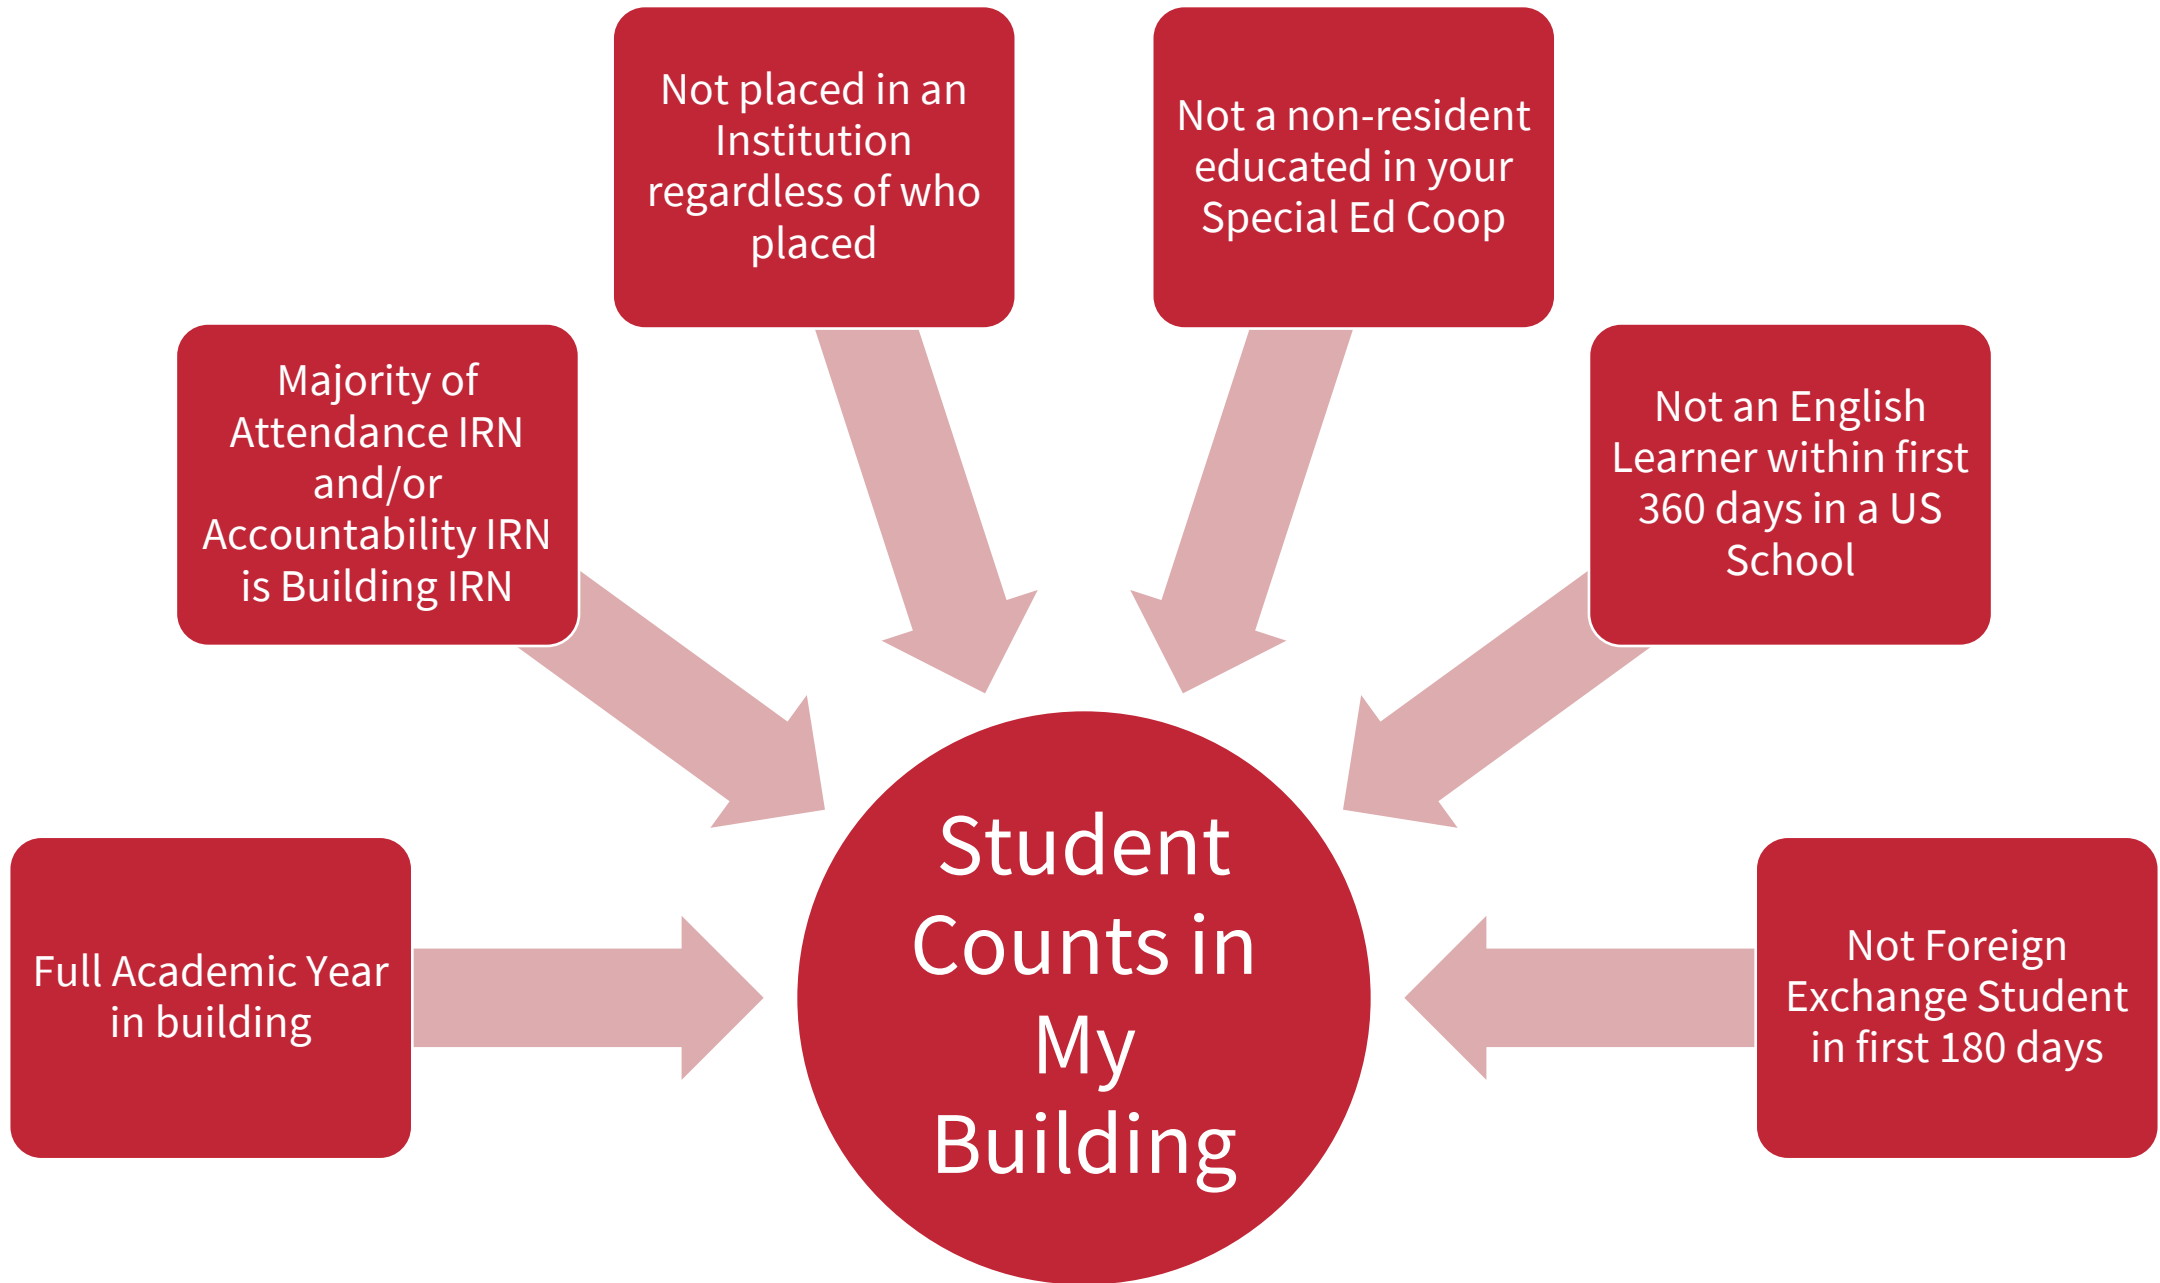 Not placed in an
Institution
regardless of who
placed
Not a non-resident
educated in your
Special Ed Coop
Majority of
Attendance IRN
and/or
Accountability IRN
is Building IRN
Not an English
Learner within first
360 days in a US
School
Full Academic Year
in building
Student
Counts in
My
Building
Not Foreign
Exchange Student
in first 180 days